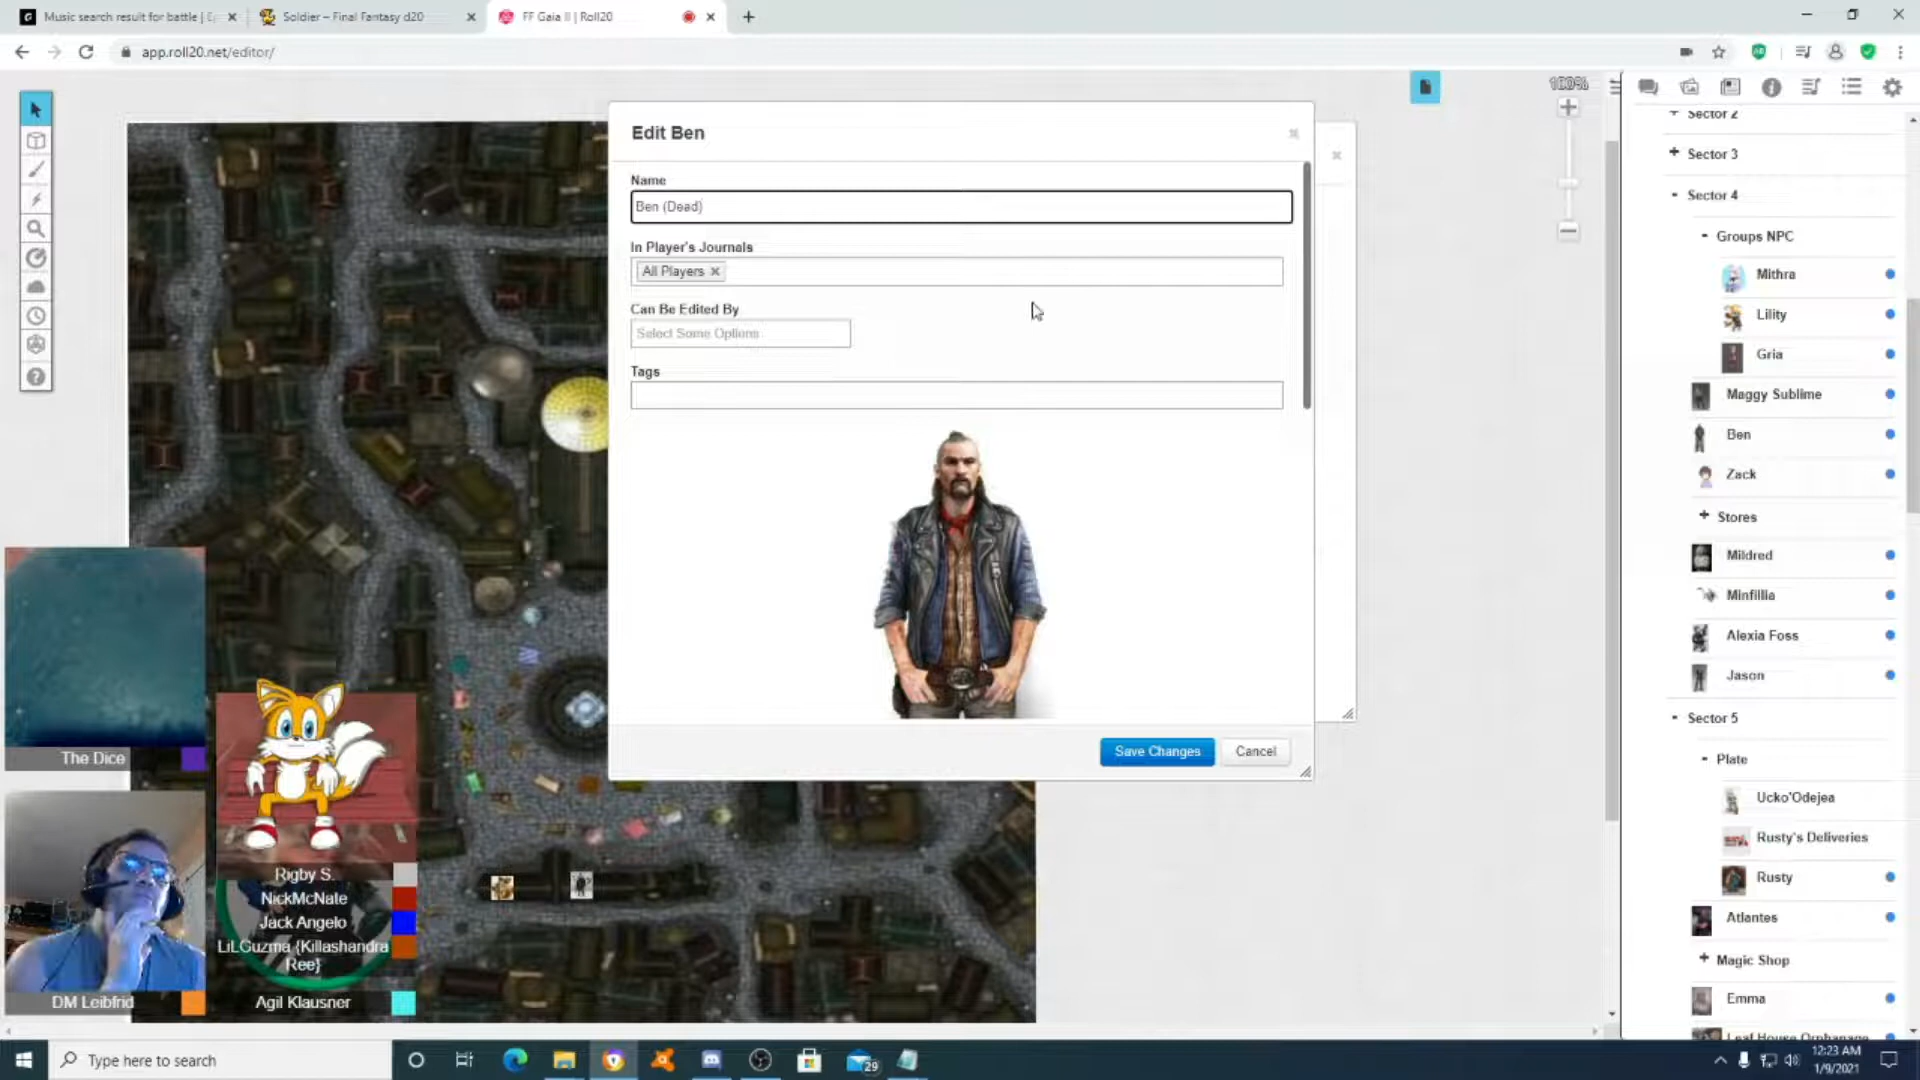 Music search result for battle | E
Soldier – Final Fantasy d20
FF Gaia II | Roll20
app.roll20.net/editor/
100%
Edit Ben
Name
Ben (Dead)
In Player's Journals
All Players
Can Be Edited By
Select Some Options
Tags
Save Changes
Cancel
Sector 2
Sector 3
Sector 4
Groups NPC
Mithra
Lility
Gria
Maggy Sublime
Ben
Zack
Stores
Mildred
Minfillia
Alexia Foss
Jason
Sector 5
Plate
Ucko'Odejea
Rusty's Deliveries
Rusty
Atlantes
Magic Shop
Emma
Leaf House Orphanage
The Dice
DM Leibfrid
Rigby S.
NickMcNate
Jack Angelo
LiLGuzma {Killashandra
Ree}
Agil Klausner
Type here to search
29
12:23 AM
1/9/2021